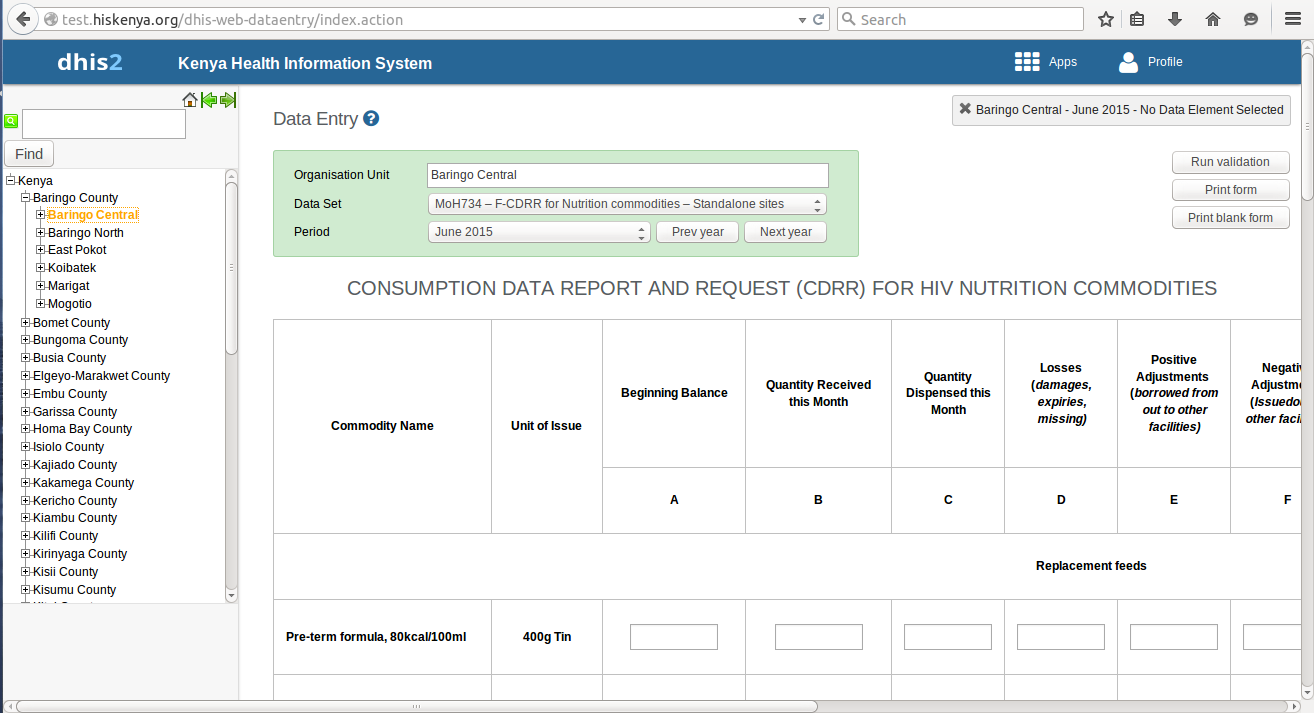 test.hiskenya.org/dhis-web-dataentry/index.action
Search
dhis2
Kenya Health Information System
Apps
Profile
Find
Kenya
Baringo County
Baringo Central
Baringo North
East Pokot
Koibatek
Marigat
Mogotio
Bomet County
Bungoma County
Busia County
Elgeyo-Marakwet County
Embu County
Garissa County
Homa Bay County
Isiolo County
Kajiado County
Kakamega County
Kericho County
Kiambu County
Kilifi County
Kirinyaga County
Kisii County
Kisumu County
Data Entry ?
Baringo Central - June 2015 - No Data Element Selected
Organisation Unit
Baringo Central
Data Set
MoH734 – F-CDRR for Nutrition commodities – Standalone sites
Period
June 2015
Prev year
Next year
Run validation
Print form
Print blank form
CONSUMPTION DATA REPORT AND REQUEST (CDRR) FOR HIV NUTRITION COMMODITIES
Commodity Name
Unit of Issue
Beginning Balance
Quantity Received
this Month
Quantity
Dispensed this
Month
Losses
(damages,
expiries,
missing)
Positive
Adjustments
(borrowed from
out to other
facilities)
A
B
C
D
E
F
Replacement feeds
Pre-term formula, 80kcal/100ml
400g Tin